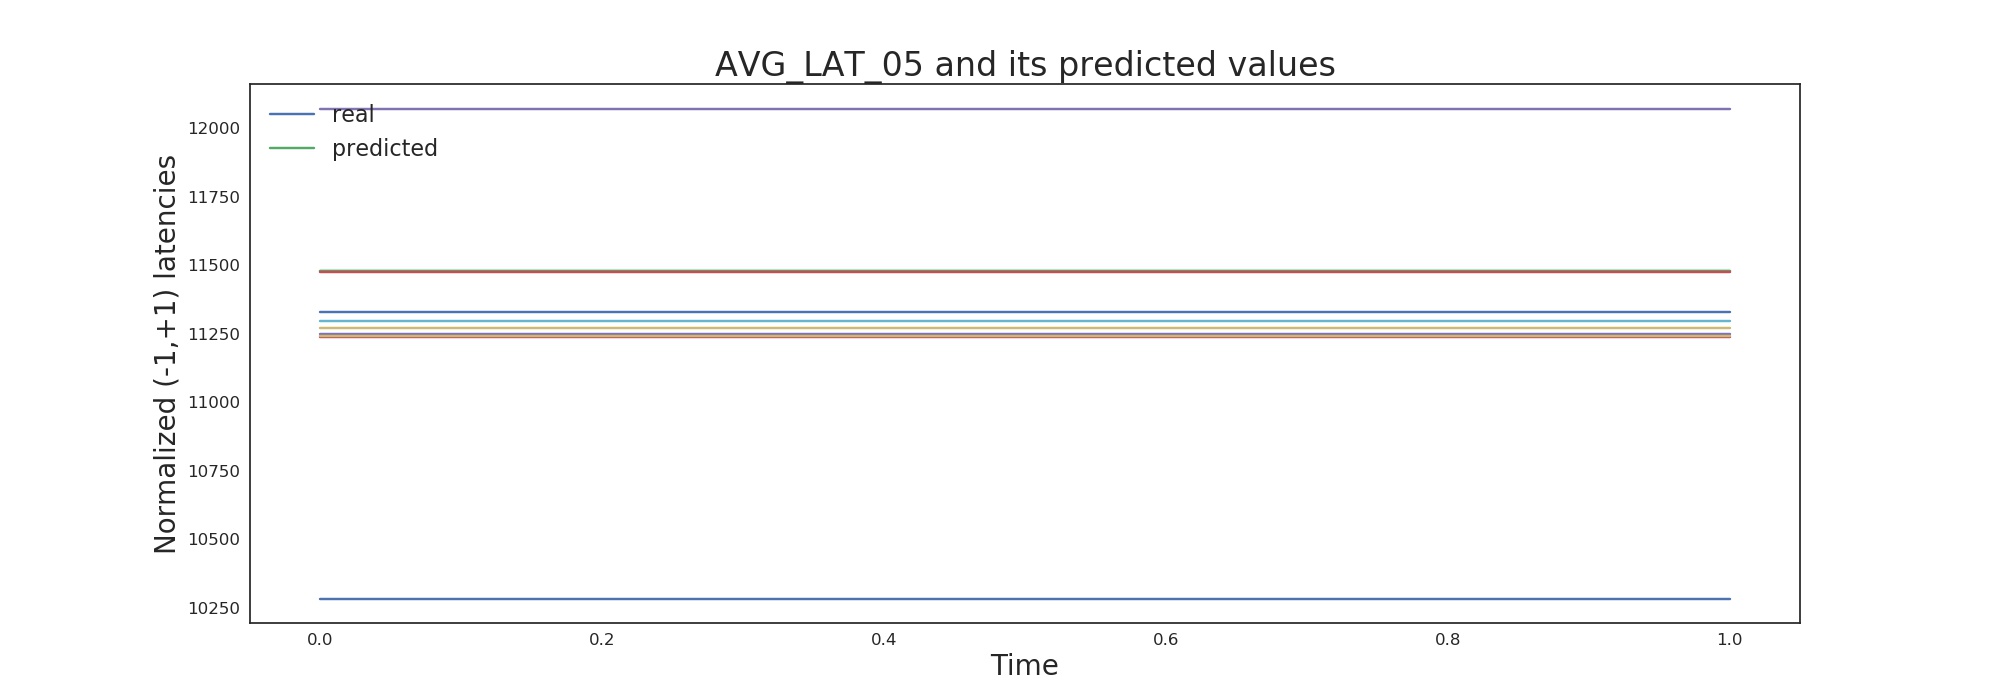 AVG_LAT_05 and its predicted values
real
predicted
Normalized (-1,+1) latencies
12000
11750
11500
11250
11000
10750
10500
10250
0.0 0.2 0.4 0.6 0.8 1.0
Time